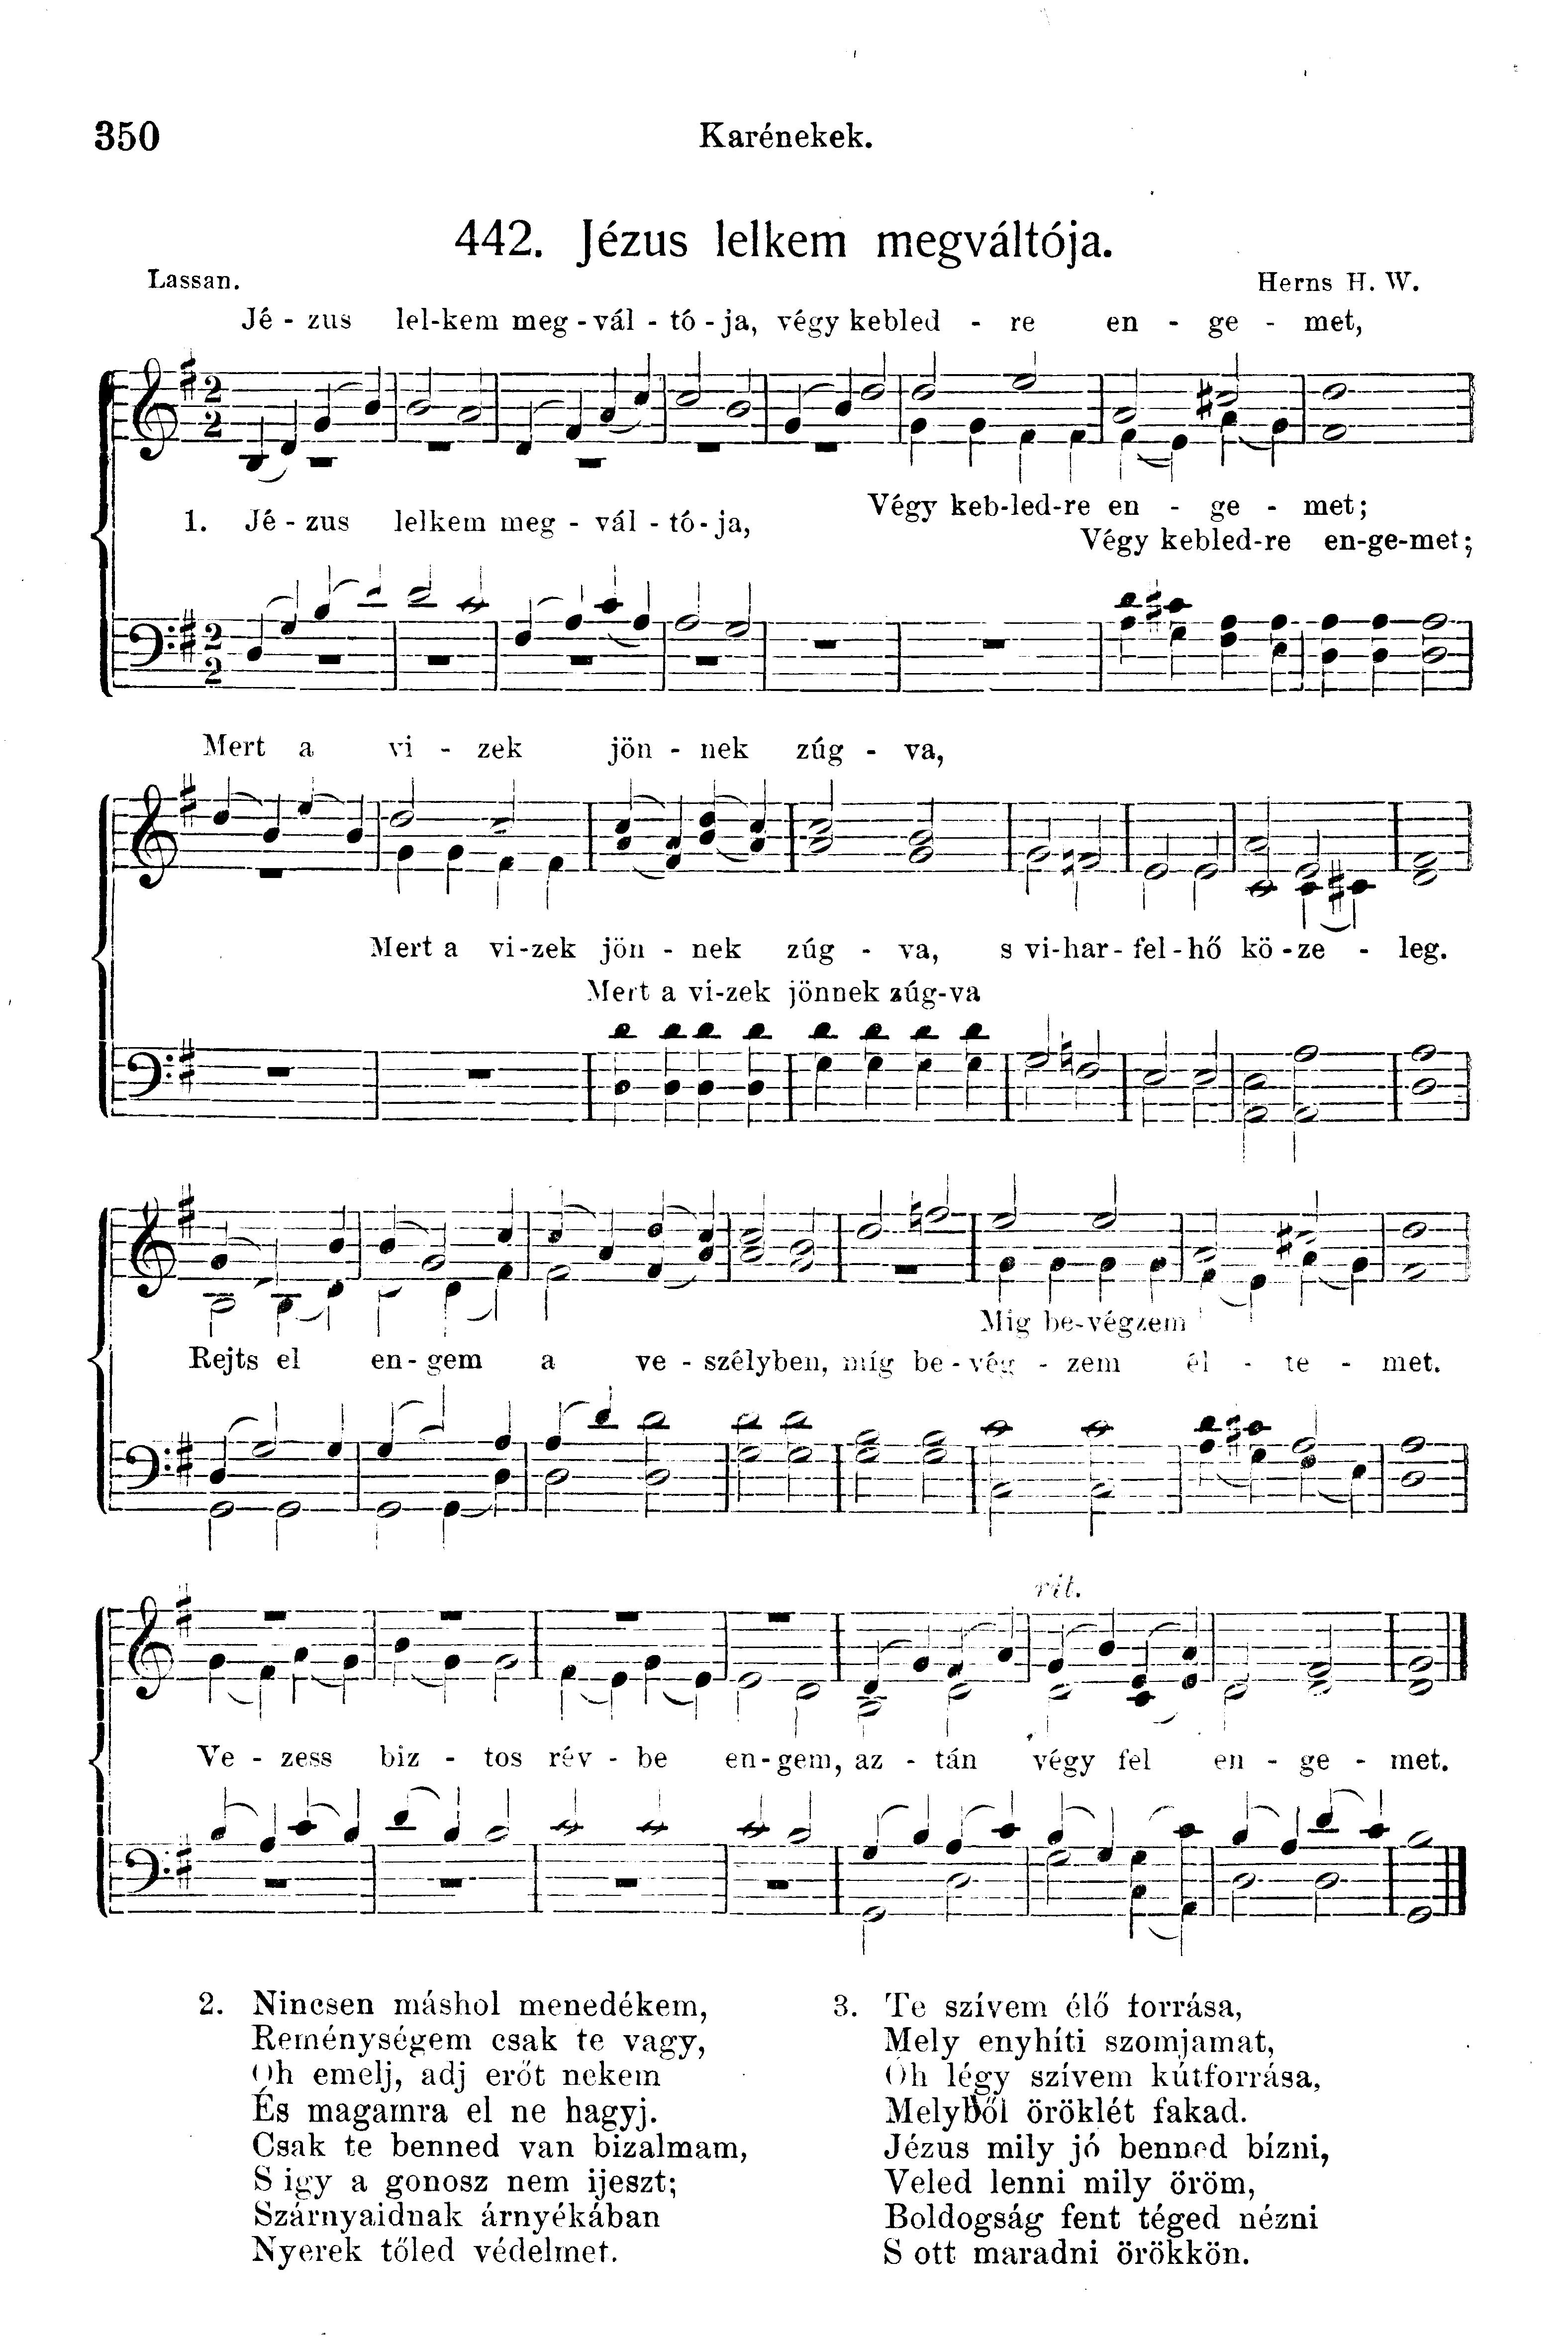 350
Karénekek.
442. Jézus lelkem megváltója.
Lassan.
Herns H. W.
Jé - zus lel-kem meg - vál - tó - ja, végy kebled - re en - ge - met,
Végy keb-led-re en - ge - met;
1. Jé - zus lelkem meg - vál - tó - ja,
Végy kebled-re en-ge-met;
Mert a vi - zek jön - nek zúg - va,
Mert a vi-zek jön - nek zúg - va, s vi-har-fel-hő kö-ze - leg.
Mert a vi-zek jönnek zúg-va
Mig be-végzem
Rejts el en-gem a ve - szélyben, míg be-vég - zem él - te - met.
rit.
Ve - zess biz - tos rév - be en-gem, az - tán végy fel en - ge - met.
2. Nincsen máshol menedékem,
Reménységem csak te vagy,
Oh emelj, adj erőt nekem
És magamra el ne hagyj.
Csak te benned van bizalmam,
S igy a gonosz nem ijeszt;
Szárnyaidnak árnyékában
Nyerek tőled védelmet.
3. Te szívem élő forrása,
Mely enyhíti szomjamat,
Oh légy szívem kútforrása,
Melyből öröklét fakad.
Jézus mily jó benned bízni,
Veled lenni mily öröm,
Boldogság fent téged nézni
S ott maradni örökkön.